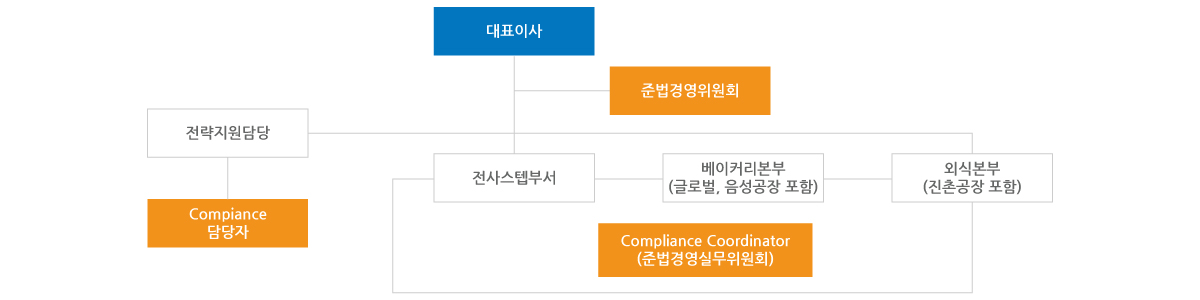 대표이사
준법경영위원회
전략지원담당
전사스텝부서
베이커리본부
(글로벌, 음성공장 포함)
외식본부
(진촌공장 포함)
Compiance
담당자
Compliance Coordinator
(준법경영실무위원회)